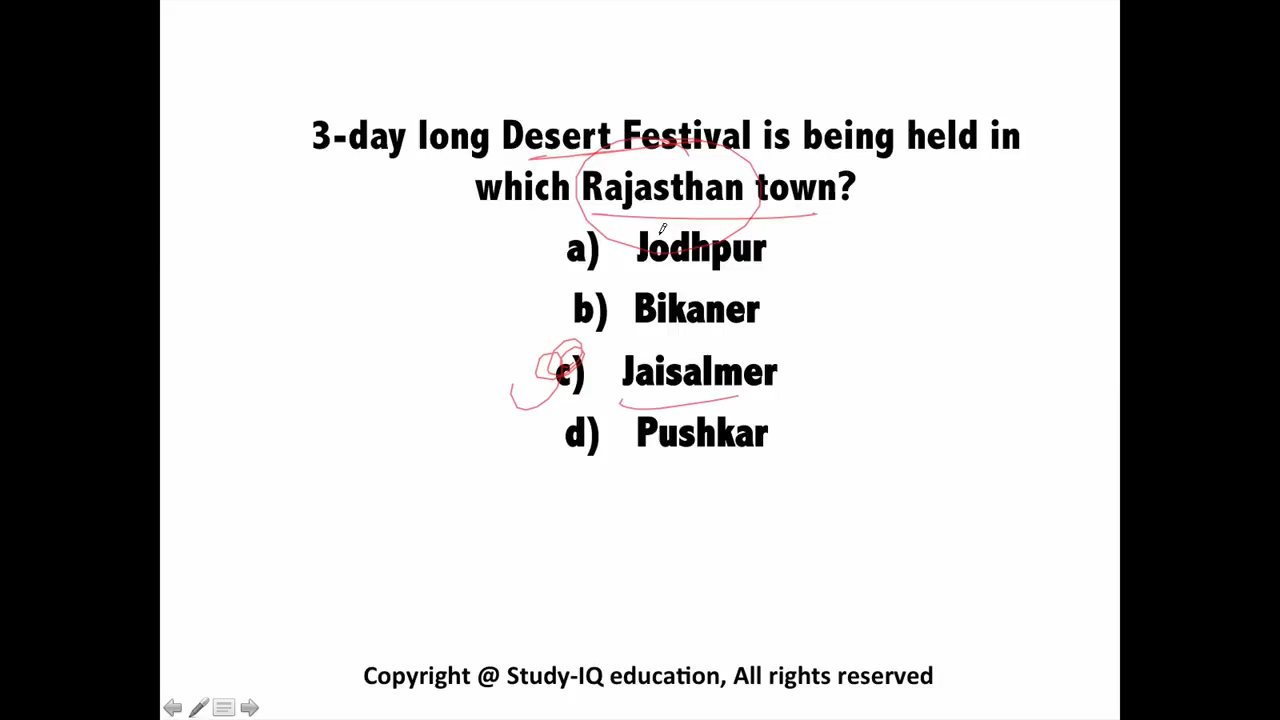 3-day long Desert Festival is being held in
which Rajasthan town?
a) Jodhpur
b) Bikaner
c) Jaisalmer
d) Pushkar
Copyright @ Study-IQ education, All rights reserved